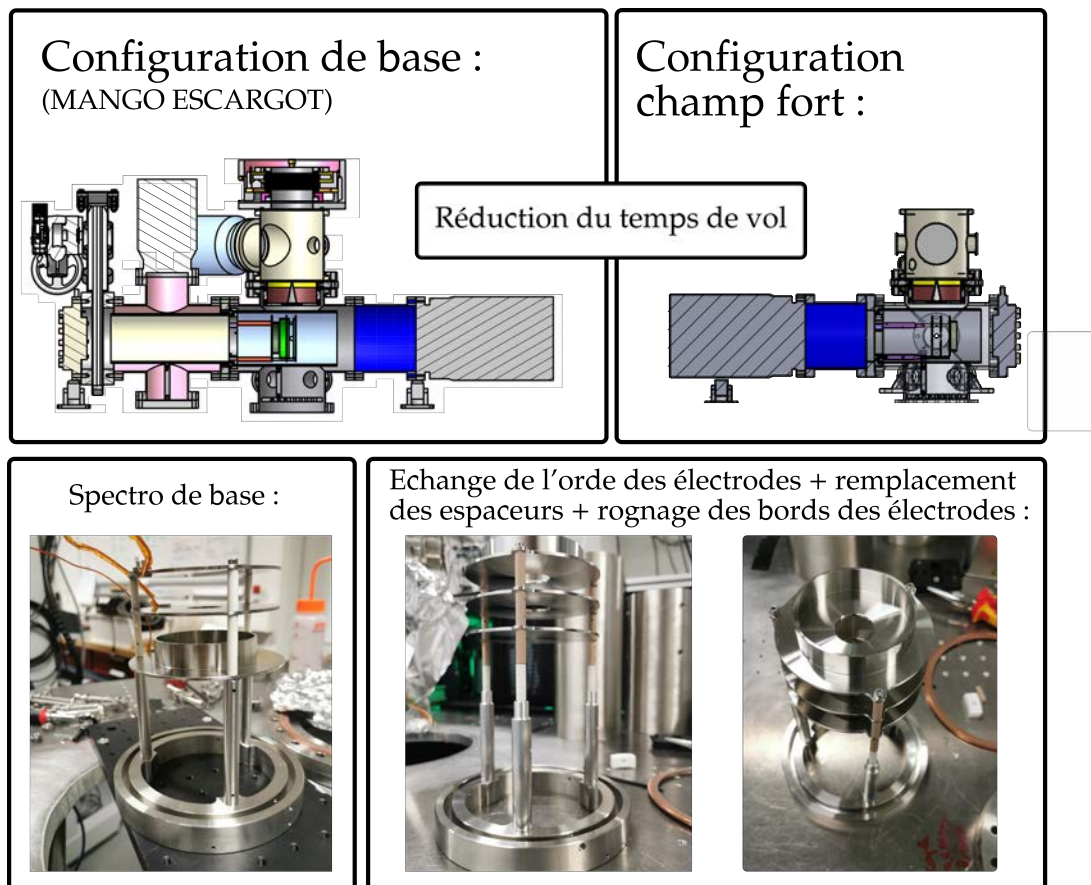 Configuration de base :
(MANGO ESCARGOT)
Configuration
champ fort :
Réduction du temps de vol
Spectro de base :
Echange de l'orde des électrodes + remplacement
des espaceurs + rognage des bords des électrodes :